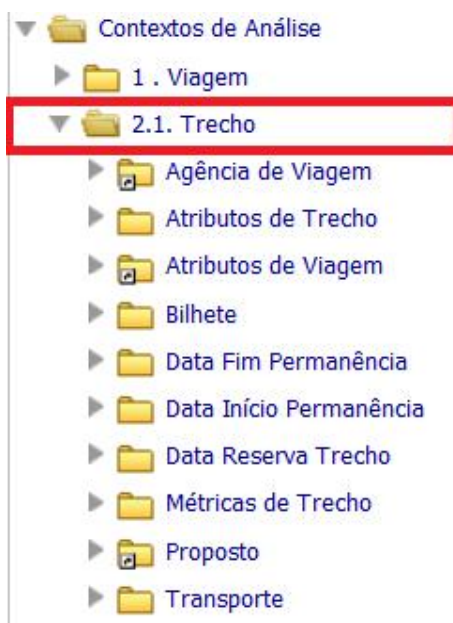 Contextos de Análise
1 . Viagem
2.1. Trecho
Agência de Viagem
Atributos de Trecho
Atributos de Viagem
Bilhete
Data Fim Permanência
Data Início Permanência
Data Reserva Trecho
Métricas de Trecho
Proposto
Transporte